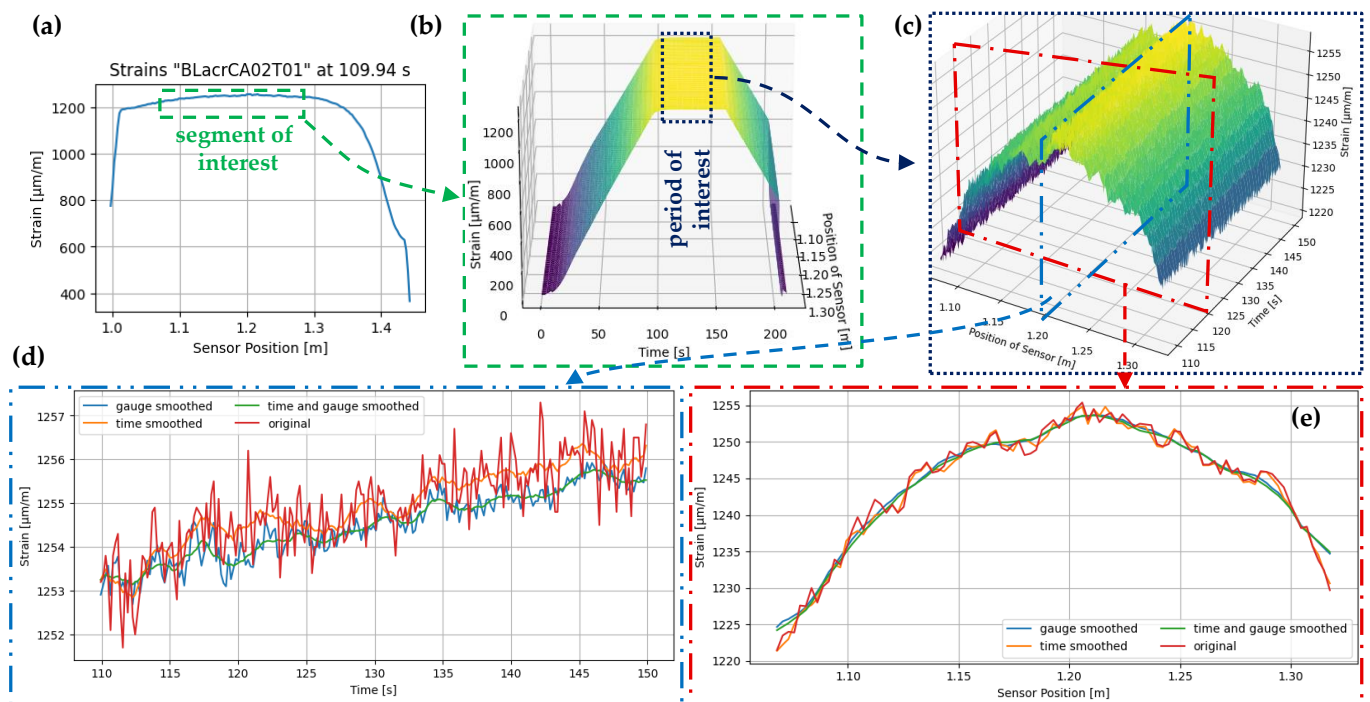 (a)
Strains "BLacrCA02T01" at 109.94 s
1200
1000
800
600
400
Strain [µm/m]
segment of
interest
1.0
1.1
1.2
1.3
1.4
Sensor Position [m]
(b)
1200
1000
800
600
400
200
0
Strain [µm/m]
period of
interest
0
50
100
150
200
Time [s]
1.10
1.15
1.20
1.25
1.30
Position of Sensor [m]
(c)
1255
1250
1245
1240
1235
1230
1225
1220
Strain [µm/m]
150
145
140
135
130
125
120
115
110
Time [s]
1.10
1.15
1.20
1.25
1.30
Position of Sensor [m]
(d)
gauge smoothed
time smoothed
time and gauge smoothed
original
1257
1256
1255
1254
1253
1252
Strain [µm/m]
110
115
120
125
130
135
140
145
150
Time [s]
(e)
1255
1250
1245
1240
1235
1230
1225
1220
Strain [µm/m]
gauge smoothed
time smoothed
time and gauge smoothed
original
1.10
1.15
1.20
1.25
1.30
Sensor Position [m]